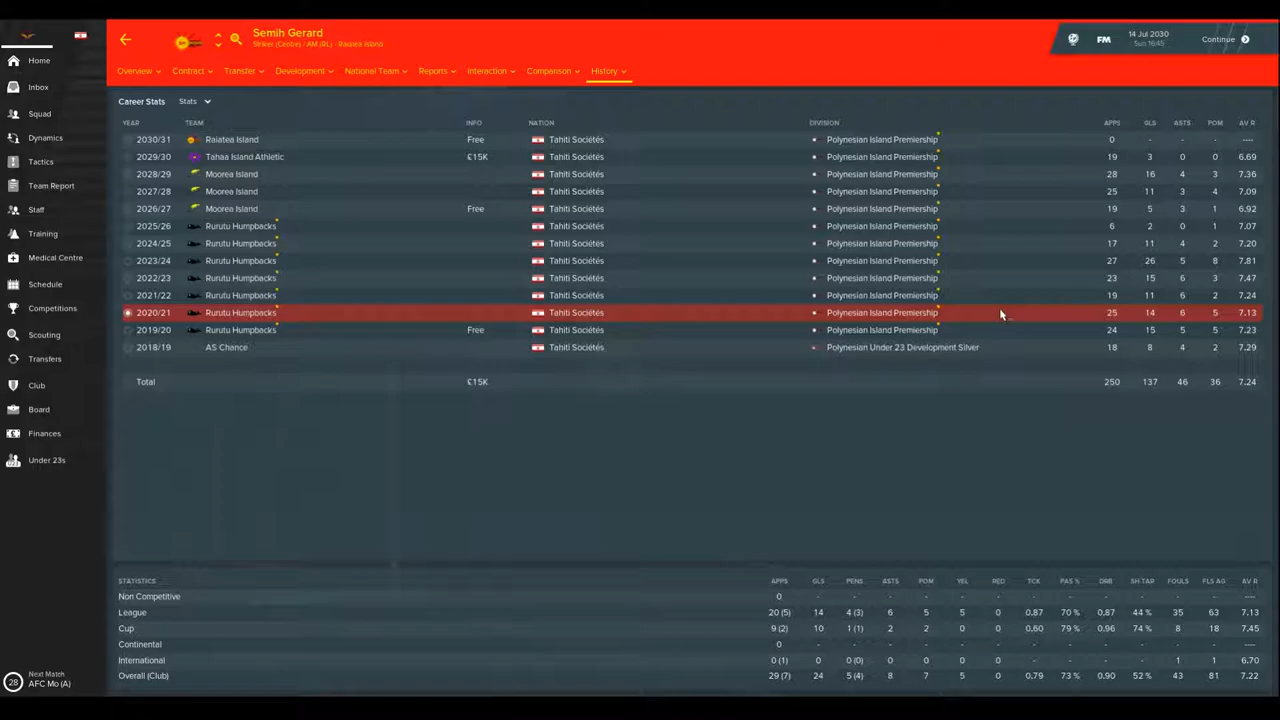 Semih Gerard
Striker (Centre) / AM (RL) - Raiatea Island
14 Jul 2030
Sun 16:45
FM
Continue
Overview
Contract
Transfer
Development
National Team
Reports
Interaction
Comparison
History
Home
Inbox
Squad
Dynamics
Tactics
Team Report
Staff
Training
Medical Centre
Schedule
Competitions
Scouting
Transfers
Club
Board
Finances
Under 23s
28 Next Match
AFC Mo (A)
Career Stats Stats
YEAR TEAM INFO NATION DIVISION APPS GLS ASTS POM AV R
2030/31 Raiatea Island Free Tahiti Sociétés Polynesian Island Premiership 0 - - - ----
2029/30 Tahaa Island Athletic £15K Tahiti Sociétés Polynesian Island Premiership 19 3 0 0 6.69
2028/29 Moorea Island Tahiti Sociétés Polynesian Island Premiership 28 16 4 3 7.36
2027/28 Moorea Island Tahiti Sociétés Polynesian Island Premiership 25 11 3 4 7.09
2026/27 Moorea Island Free Tahiti Sociétés Polynesian Island Premiership 19 5 3 1 6.92
2025/26 Rurutu Humpbacks Tahiti Sociétés Polynesian Island Premiership 6 2 0 1 7.07
2024/25 Rurutu Humpbacks Tahiti Sociétés Polynesian Island Premiership 17 11 4 2 7.20
2023/24 Rurutu Humpbacks Tahiti Sociétés Polynesian Island Premiership 27 26 5 8 7.81
2022/23 Rurutu Humpbacks Tahiti Sociétés Polynesian Island Premiership 23 15 6 3 7.47
2021/22 Rurutu Humpbacks Tahiti Sociétés Polynesian Island Premiership 19 11 6 2 7.24
2020/21 Rurutu Humpbacks Tahiti Sociétés Polynesian Island Premiership 25 14 6 5 7.13
2019/20 Rurutu Humpbacks Free Tahiti Sociétés Polynesian Island Premiership 24 15 5 5 7.23
2018/19 AS Chance Tahiti Sociétés Polynesian Under 23 Development Silver 18 8 4 2 7.29
Total £15K 250 137 46 36 7.24
STATISTICS APPS GLS PENS ASTS POM YEL RED TCK PAS % DRB SH TAR FOULS FLS AG AV R
Non Competitive 0 - - - - - - - - - - - - ----
League 20 (5) 14 4 (3) 6 5 5 0 0.87 70 % 0.87 44 % 35 63 7.13
Cup 9 (2) 10 1 (1) 2 2 0 0 0.60 79 % 0.96 74 % 8 18 7.45
Continental 0 - - - - - - - - - - - - ----
International 0 (1) 0 0 (0) 0 0 0 0 - - - - 1 1 6.70
Overall (Club) 29 (7) 24 5 (4) 8 7 5 0 0.79 73 % 0.90 52 % 43 81 7.22